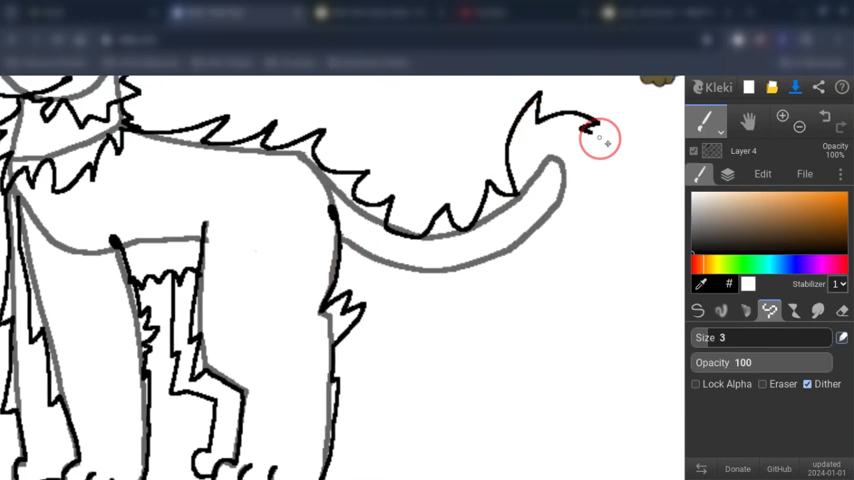 Kleki
Layer 4
Opacity
100%
Edit
File
#
Stabilizer 1
Size 3
Opacity 100
Lock Alpha
Eraser
Dither
Donate
GitHub
updated
2024-01-01